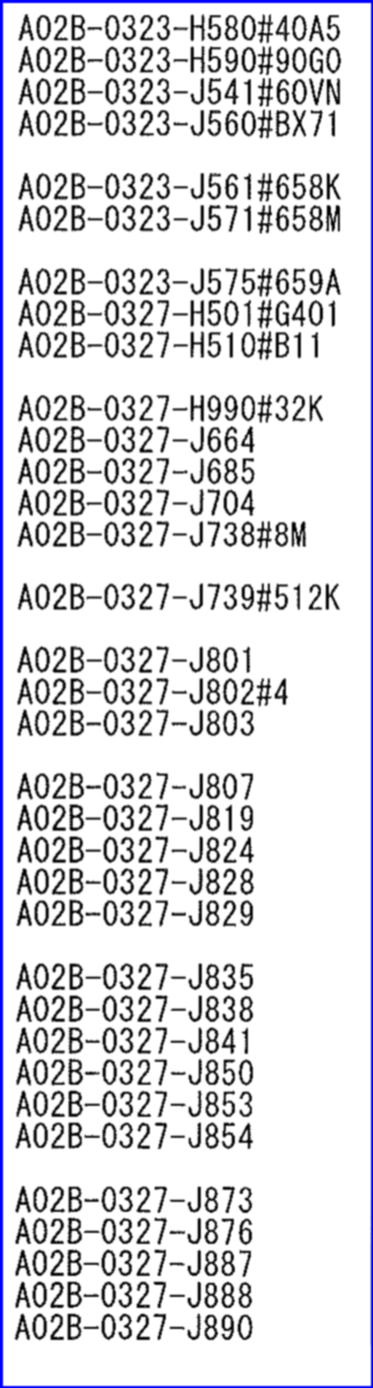 A02B-0323-H580#40A5
A02B-0323-H590#90G0
A02B-0323-J541#60VN
A02B-0323-J560#BX71
A02B-0323-J561#658K
A02B-0323-J571#658M
A02B-0323-J575#659A
A02B-0327-H501#G401
A02B-0327-H510#B11
A02B-0327-H990#32K
A02B-0327-J664
A02B-0327-J685
A02B-0327-J704
A02B-0327-J738#8M
A02B-0327-J739#512K
A02B-0327-J801
A02B-0327-J802#4
A02B-0327-J803
A02B-0327-J807
A02B-0327-J819
A02B-0327-J824
A02B-0327-J828
A02B-0327-J829
A02B-0327-J835
A02B-0327-J838
A02B-0327-J841
A02B-0327-J850
A02B-0327-J853
A02B-0327-J854
A02B-0327-J873
A02B-0327-J876
A02B-0327-J887
A02B-0327-J888
A02B-0327-J890